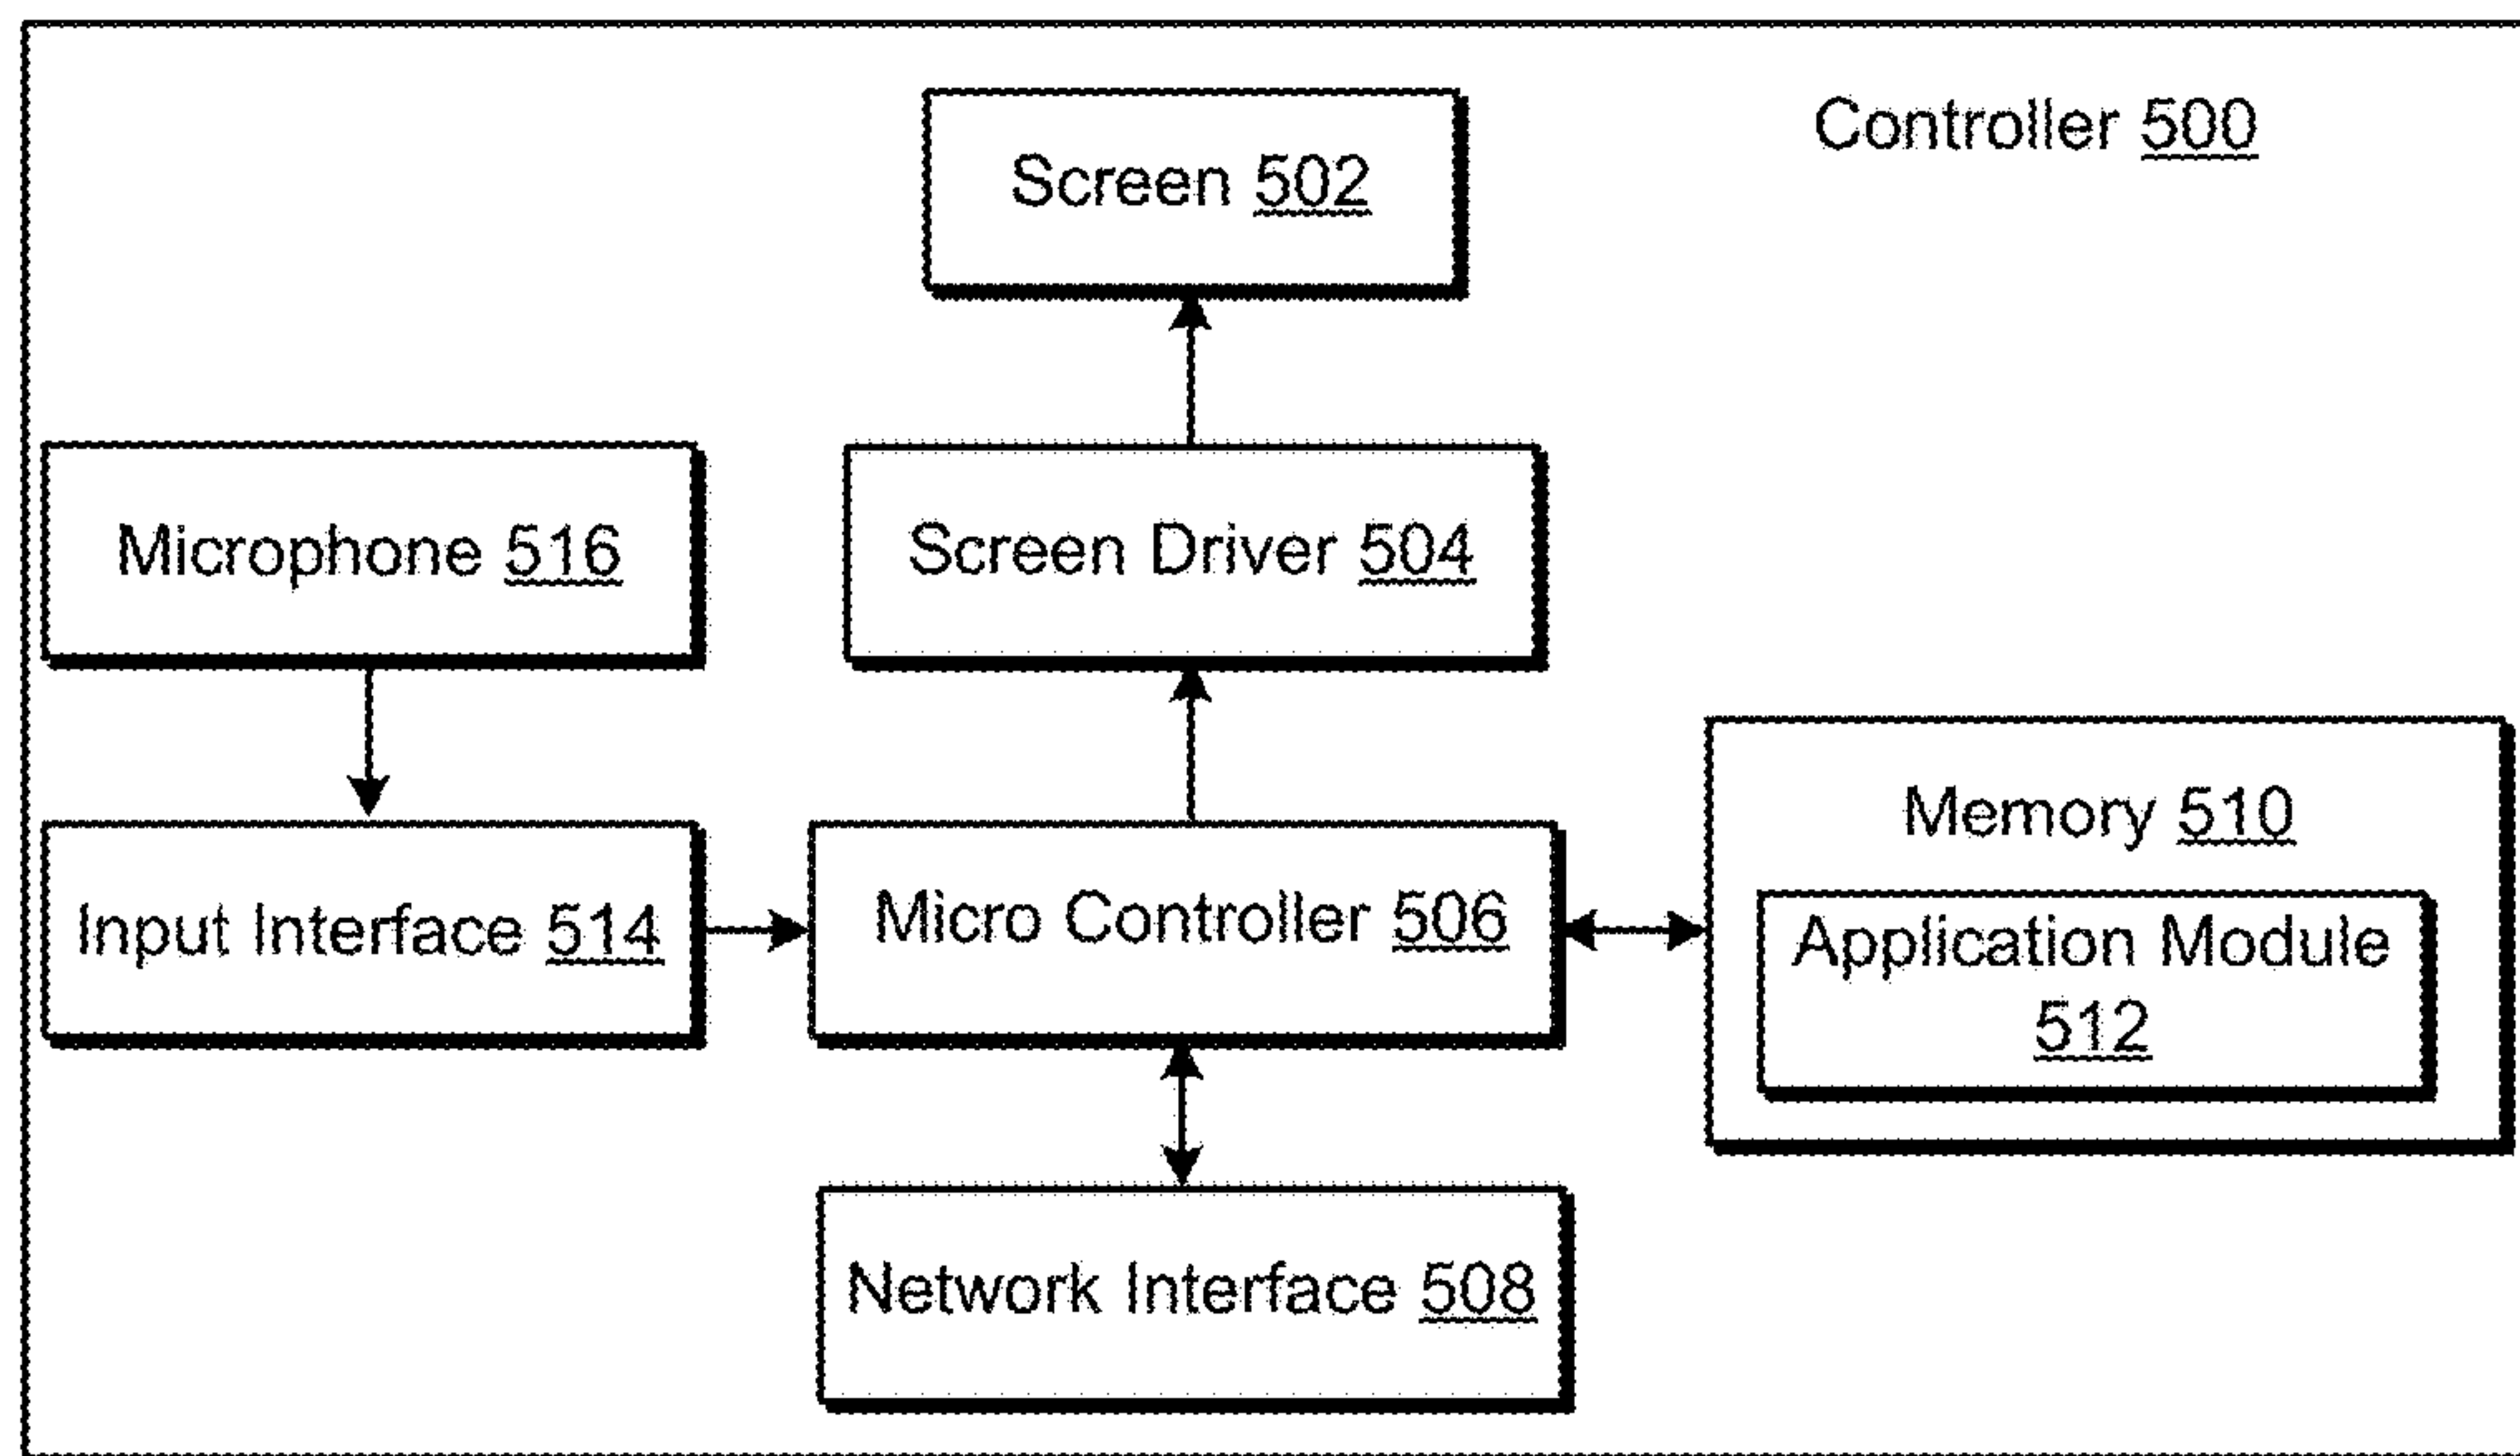 Controller 500
Screen 502
Microphone 516
Screen Driver 504
Memory 510
Input Interface 514
Micro Controller 506
Application Module
512
Network Interface 508